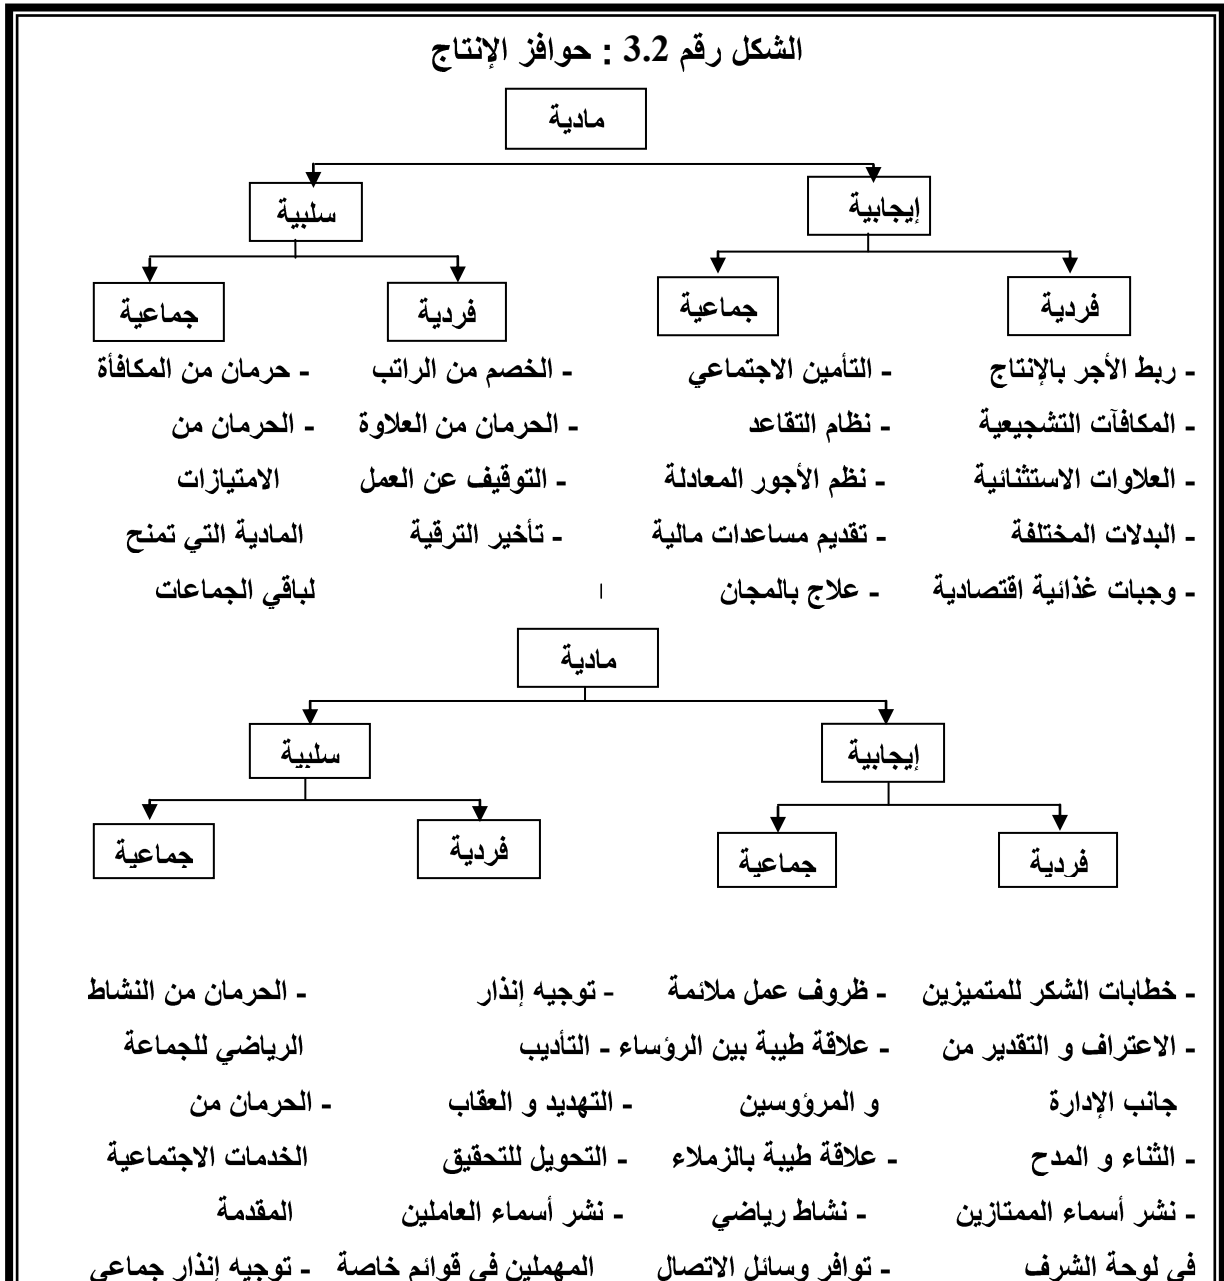 الشكل رقم 3.2 : حوافز الإنتاج
مادية
إيجابية سلبية
فردية جماعية فردية جماعية
- ربط الأجر بالإنتاج - التأمين الاجتماعي - الخصم من الراتب - حرمان من المكافأة
- المكافآت التشجيعية - نظام التقاعد - الحرمان من العلاوة - الحرمان من
- العلاوات الاستثنائية - نظم الأجور المعادلة - التوقيف عن العمل الامتيازات
- البدلات المختلفة - تقديم مساعدات مالية - تأخير الترقية المادية التي تمنح
- وجبات غذائية اقتصادية - علاج بالمجان ا لباقي الجماعات
مادية
إيجابية سلبية
فردية جماعية فردية جماعية
- خطابات الشكر للمتميزين - ظروف عمل ملائمة - توجيه إنذار - الحرمان من النشاط
- الاعتراف و التقدير من - علاقة طيبة بين الرؤساء - التأديب الرياضي للجماعة
جانب الإدارة و المرؤوسين - التهديد و العقاب - الحرمان من
- الثناء و المدح - علاقة طيبة بالزملاء - التحويل للتحقيق الخدمات الاجتماعية
- نشر أسماء الممتازين - نشاط رياضي - نشر أسماء العاملين المقدمة
في لوحة الشرف - توافر وسائل الاتصال المهملين في قوائم خاصة - توجيه إنذار جماعي